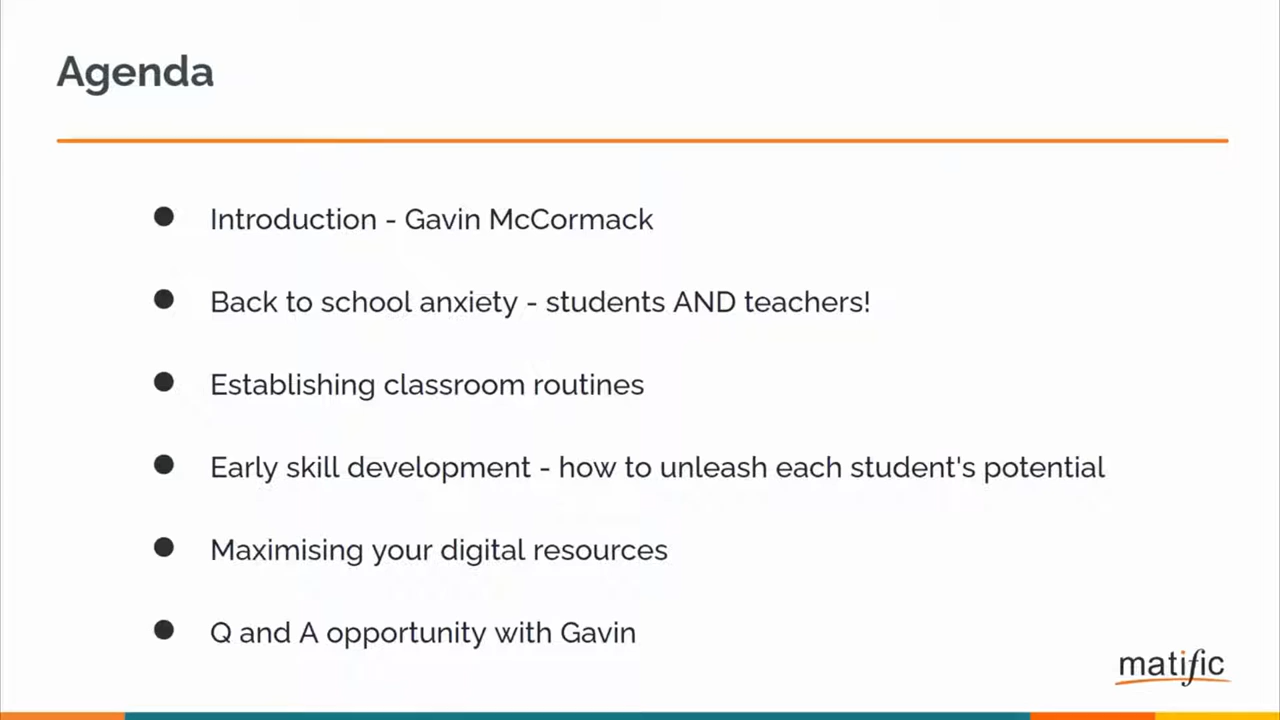 Agenda
Introduction - Gavin McCormack
Back to school anxiety - students AND teachers!
Establishing classroom routines
Early skill development - how to unleash each student's potential
Maximising your digital resources
Q and A opportunity with Gavin
matific